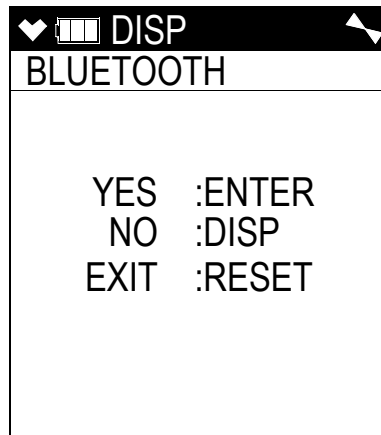 DISP
BLUETOOTH
YES :ENTER
NO :DISP
EXIT :RESET